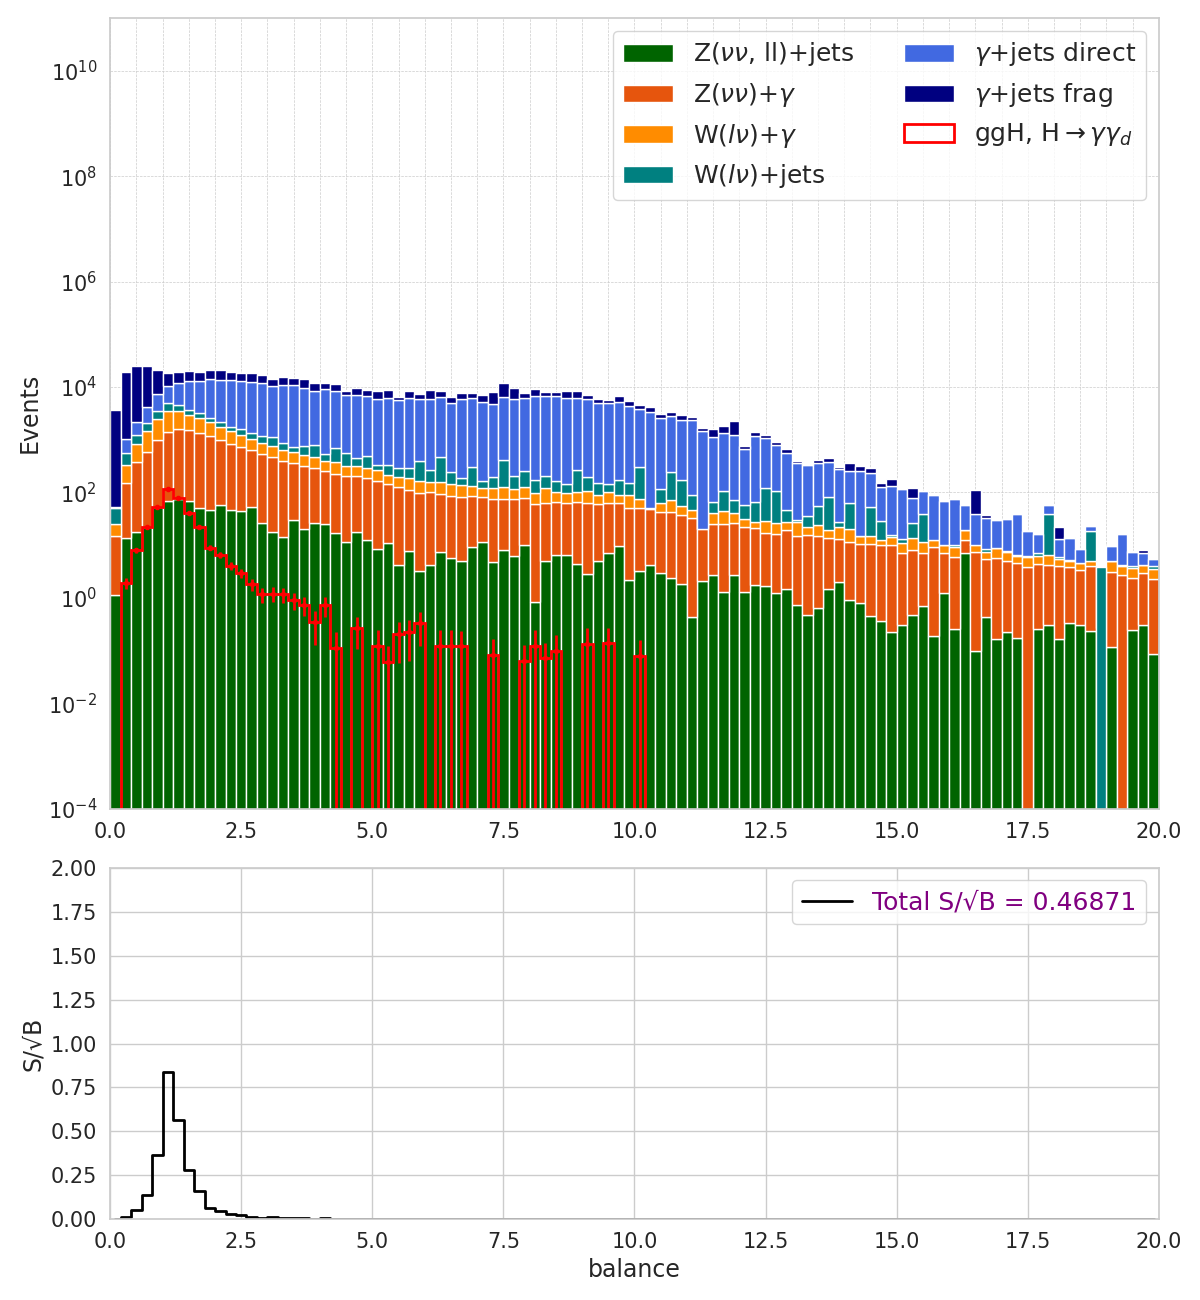 Events
10^10
10^8
10^6
10^4
10^2
10^0
10^−2
10^−4
Z(νν, ll)+jets
Z(νν)+γ
W(lν)+γ
W(lν)+jets
γ+jets direct
γ+jets frag
ggH, H→γγ_d
0.0 2.5 5.0 7.5 10.0 12.5 15.0 17.5 20.0
S/√B
2.00
1.75
1.50
1.25
1.00
0.75
0.50
0.25
0.00
Total S/√B = 0.46871
0.0 2.5 5.0 7.5 10.0 12.5 15.0 17.5 20.0
balance